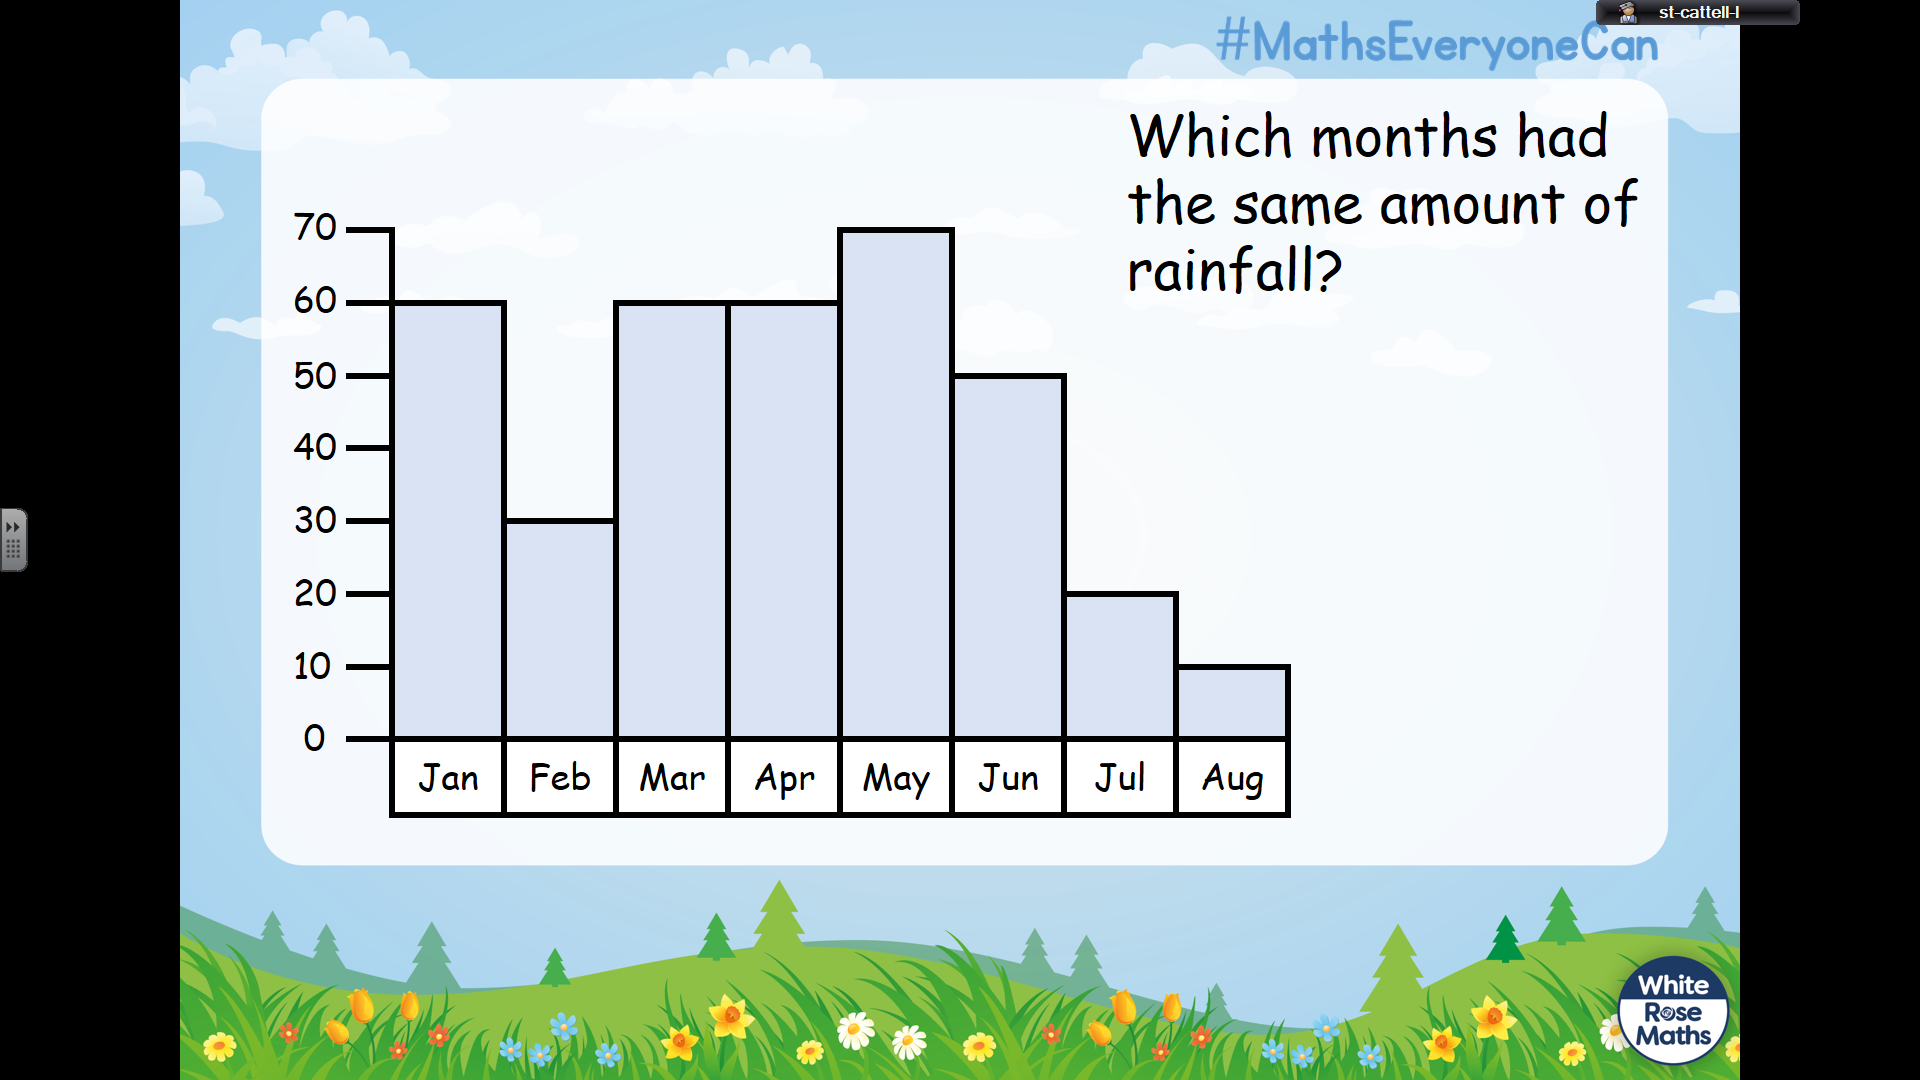 st-cattell-l
#MathsEveryoneCan
Which months had
the same amount of
rainfall?
70
60
50
40
30
20
10
0
Jan Feb Mar Apr May Jun Jul Aug
White
Rose
Maths